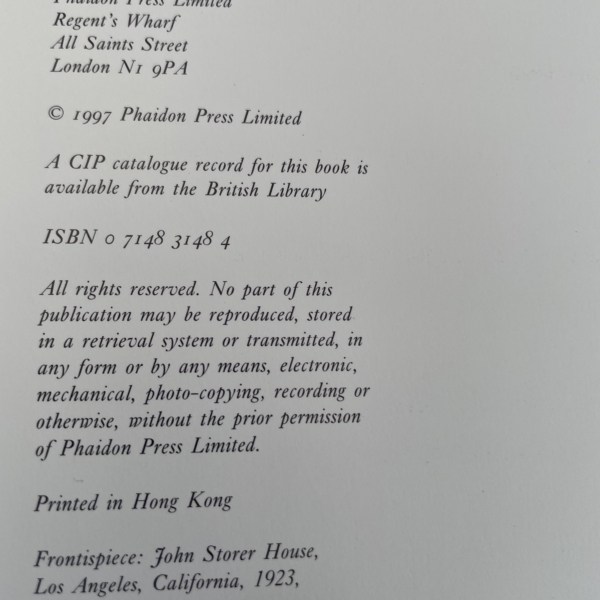 Phaidon Press Limited
Regent's Wharf
All Saints Street
London N1 9PA
© 1997 Phaidon Press Limited
A CIP catalogue record for this book is
available from the British Library
ISBN 0 7148 3148 4
All rights reserved. No part of this
publication may be reproduced, stored
in a retrieval system or transmitted, in
any form or by any means, electronic,
mechanical, photo-copying, recording or
otherwise, without the prior permission
of Phaidon Press Limited.
Printed in Hong Kong
Frontispiece: John Storer House,
Los Angeles, California, 1923,